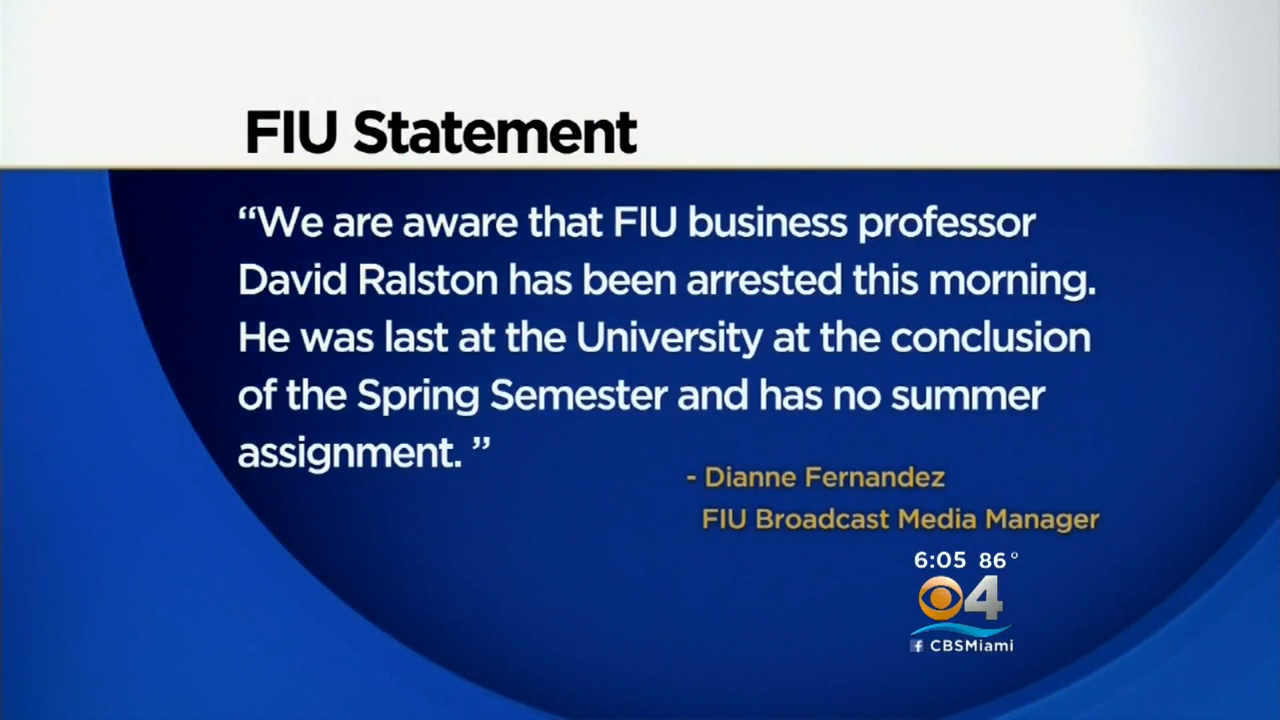 FIU Statement
“We are aware that FIU business professor
David Ralston has been arrested this morning.
He was last at the University at the conclusion
of the Spring Semester and has no summer
assignment. ”
- Dianne Fernandez
FIU Broadcast Media Manager
6:05 86°
4
f CBSMiami